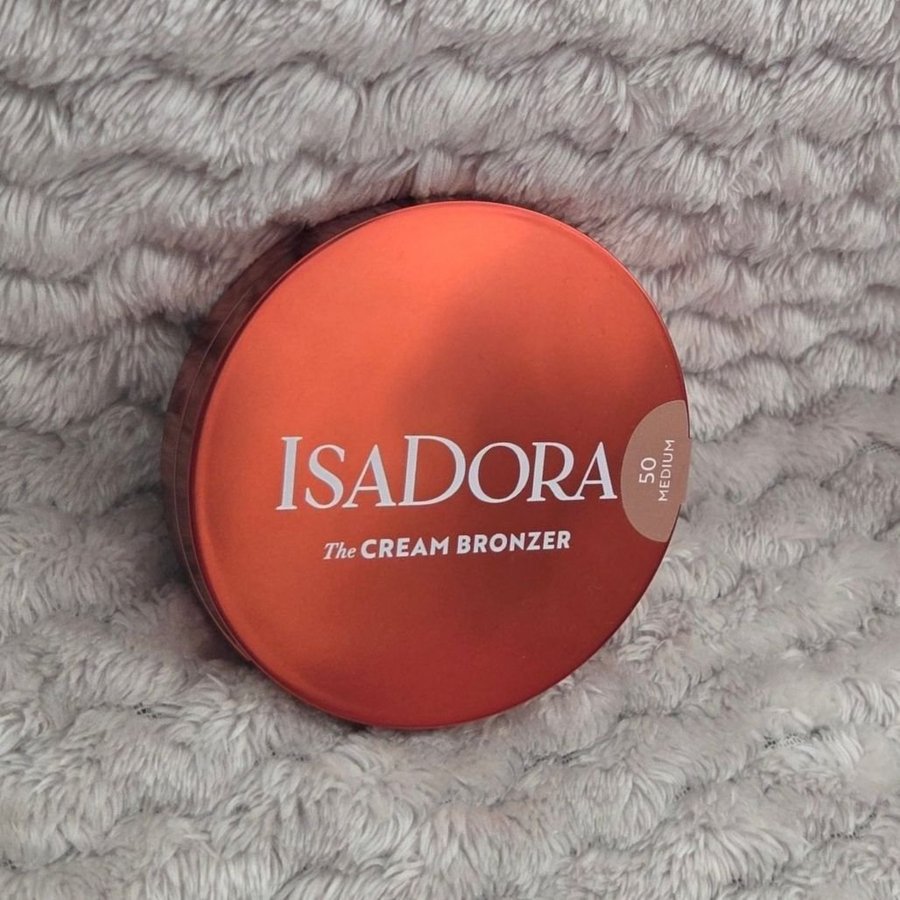 ISADORA
The CREAM BRONZER
50
MEDIUM